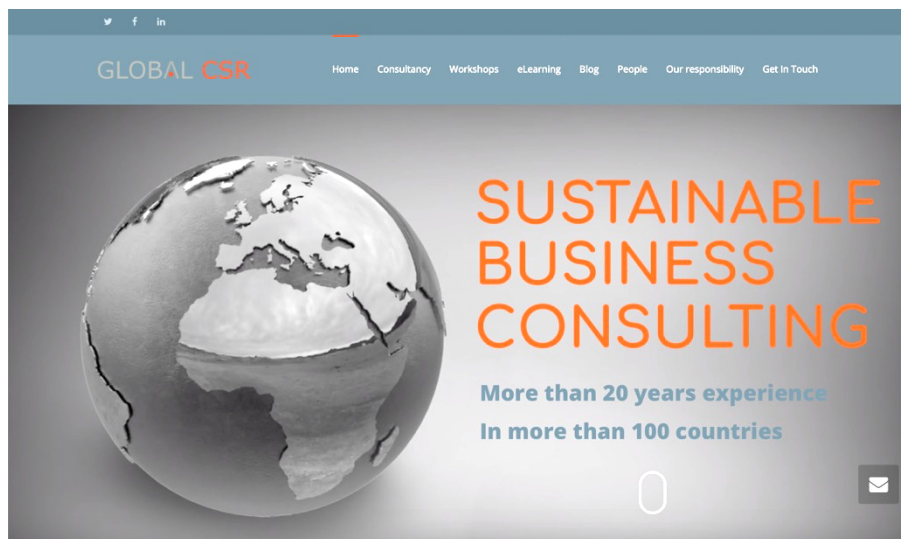 GLOBAL CSR
Home Consultancy Workshops eLearning Blog People Our responsibility Get In Touch
SUSTAINABLE
BUSINESS
CONSULTING
More than 20 years experience
In more than 100 countries